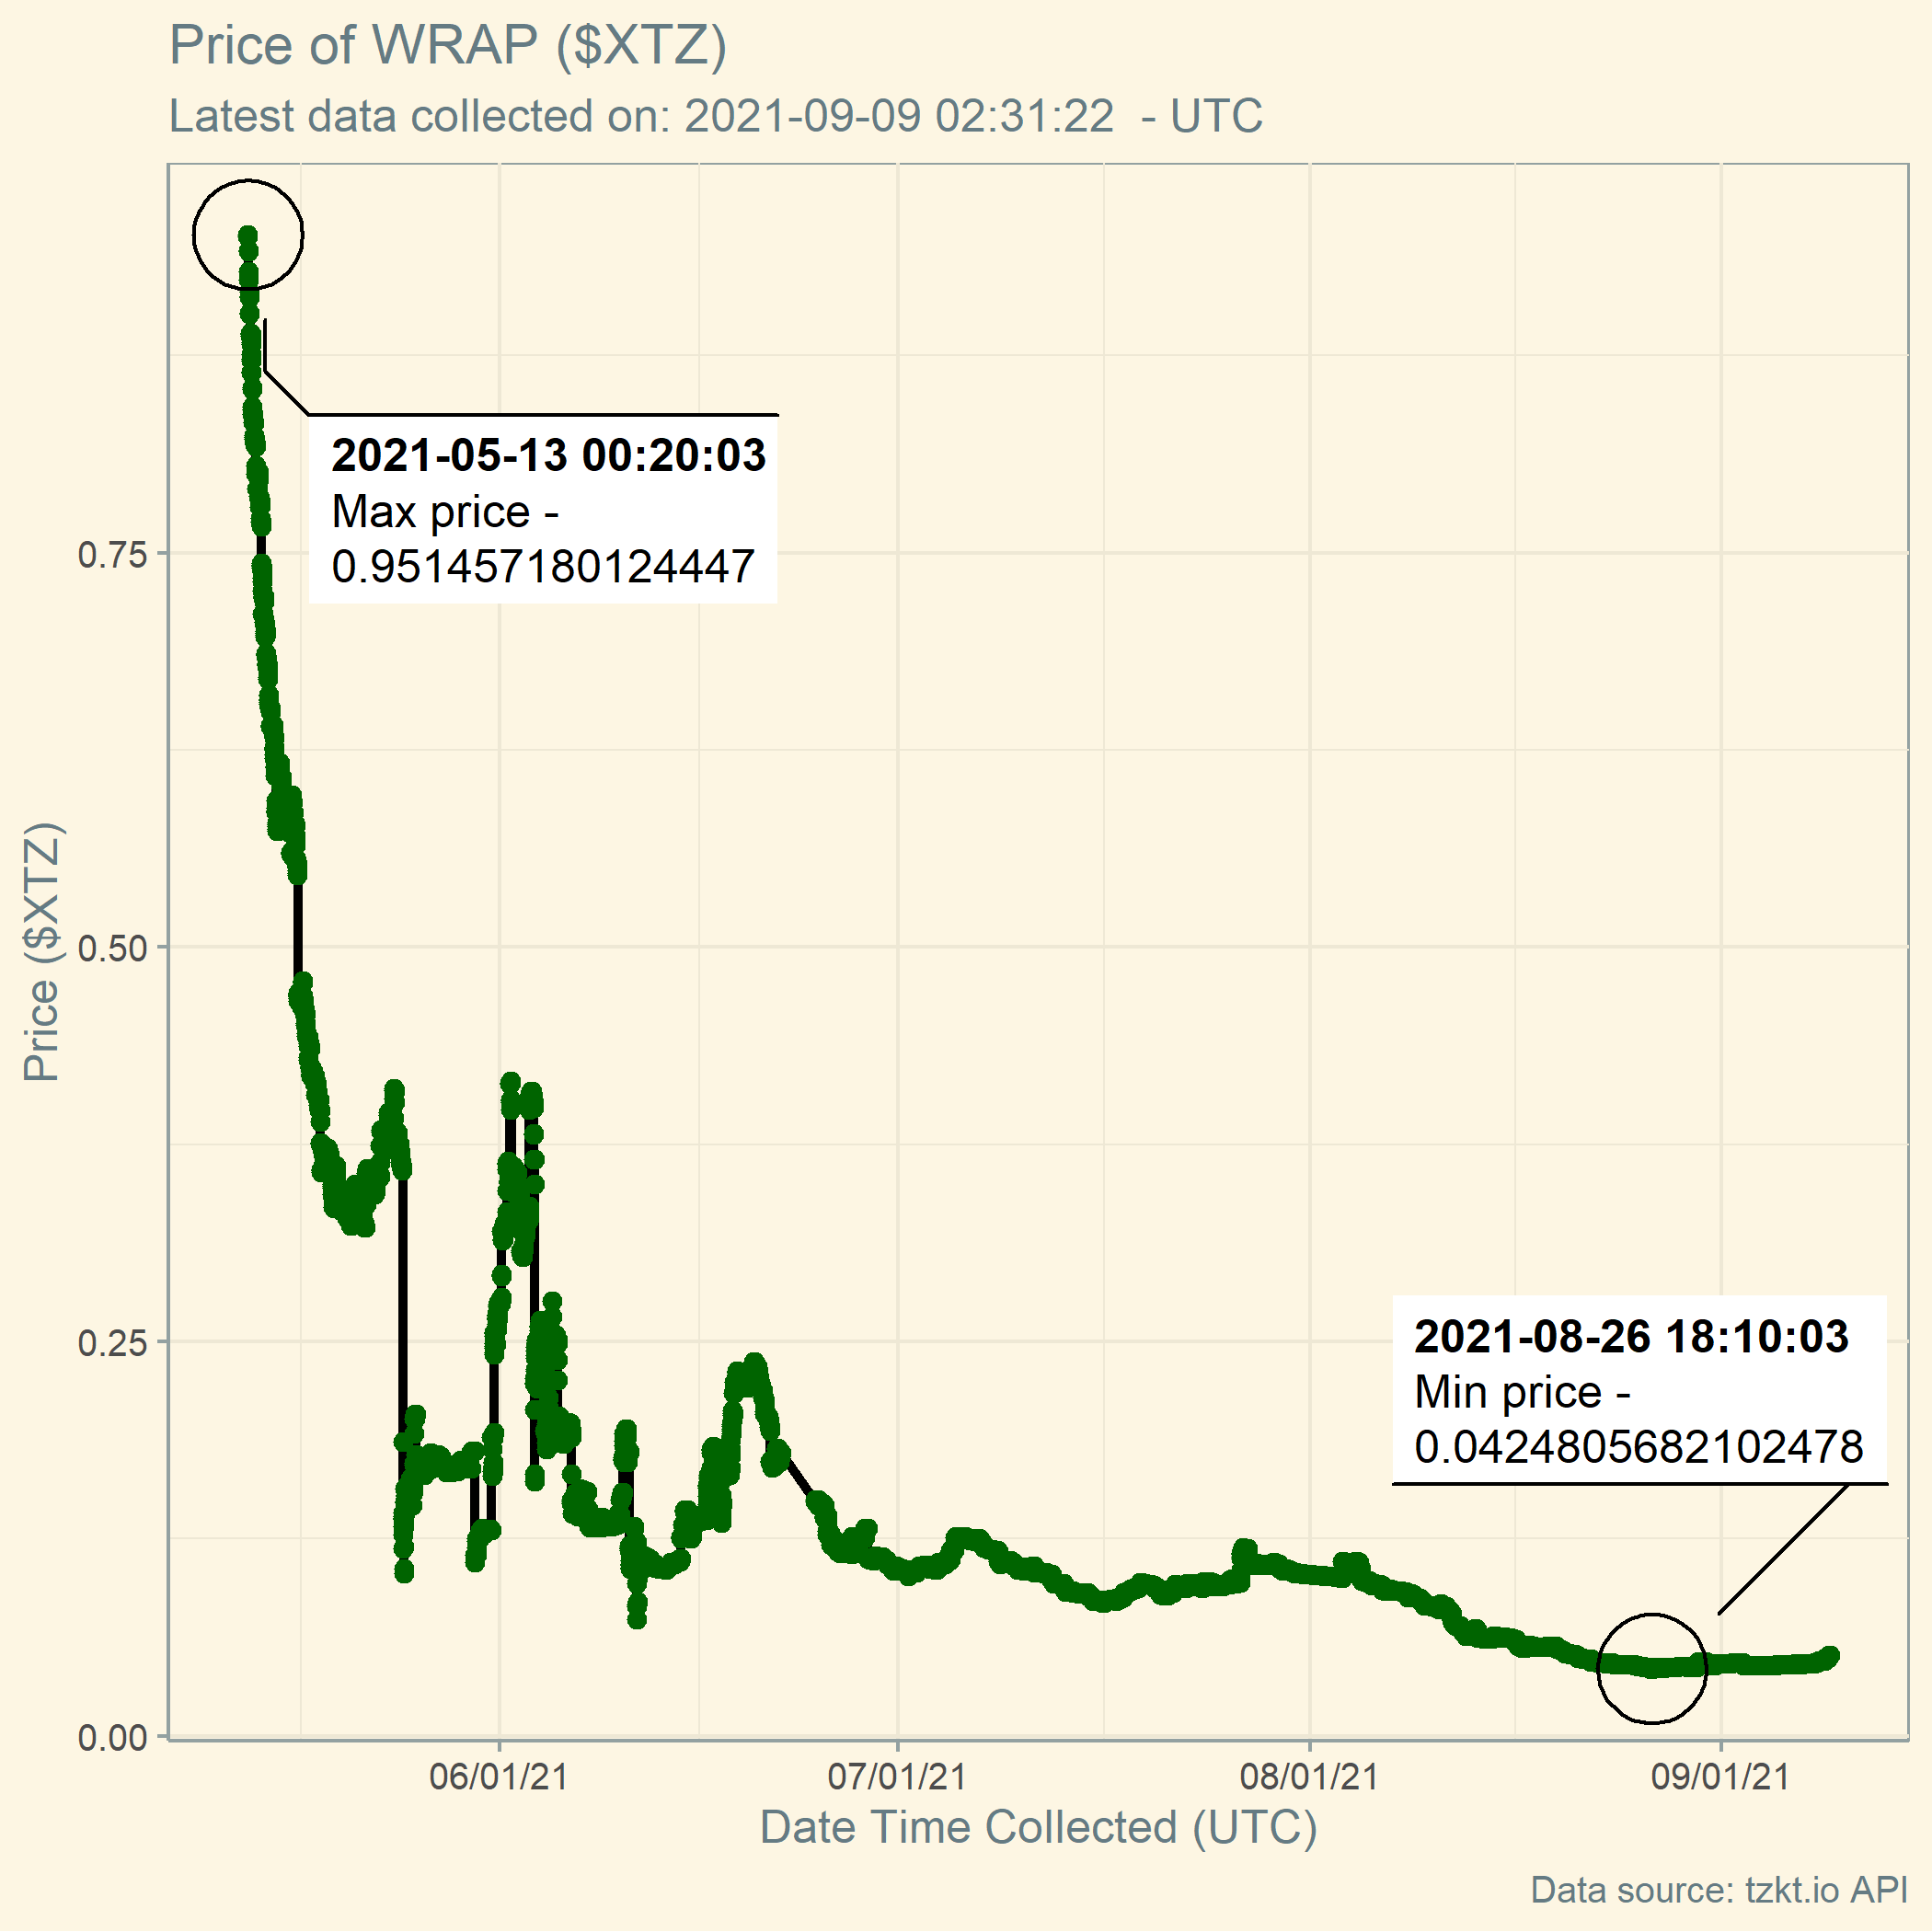 Price of WRAP ($XTZ)
Latest data collected on: 2021-09-09 02:31:22  - UTC
2021-05-13 00:20:03
Max price -
0.951457180124447
0.75
0.50
0.25
0.00
Price ($XTZ)
2021-08-26 18:10:03
Min price -
0.0424805682102478
06/01/21
07/01/21
08/01/21
09/01/21
Date Time Collected (UTC)
Data source: tzkt.io API